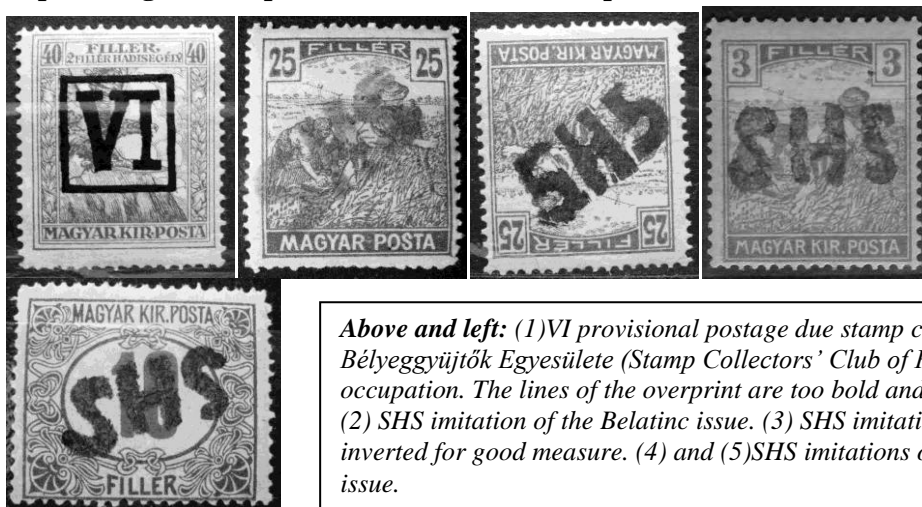 40 FILLER 40
2 FILLER HADISEGÉLY
VI
MAGYAR KIR. POSTA
25 FILLÉR 25
MAGYAR POSTA
MAGYAR KIR. POSTA
SHS
25 FILLÉR 25
3 FILLÉR 3
SHS
MAGYAR KIR. POSTA
MAGYAR KIR. POSTA
SHS
FILLÉR
Above and left: (1)VI provisional postage due stamp
Bélyeggyüjtők Egyesülete (Stamp Collectors’ Club of
occupation. The lines of the overprint are too bold and
(2) SHS imitation of the Belatinc issue. (3) SHS
inverted for good measure. (4) and (5)SHS imitations
issue.